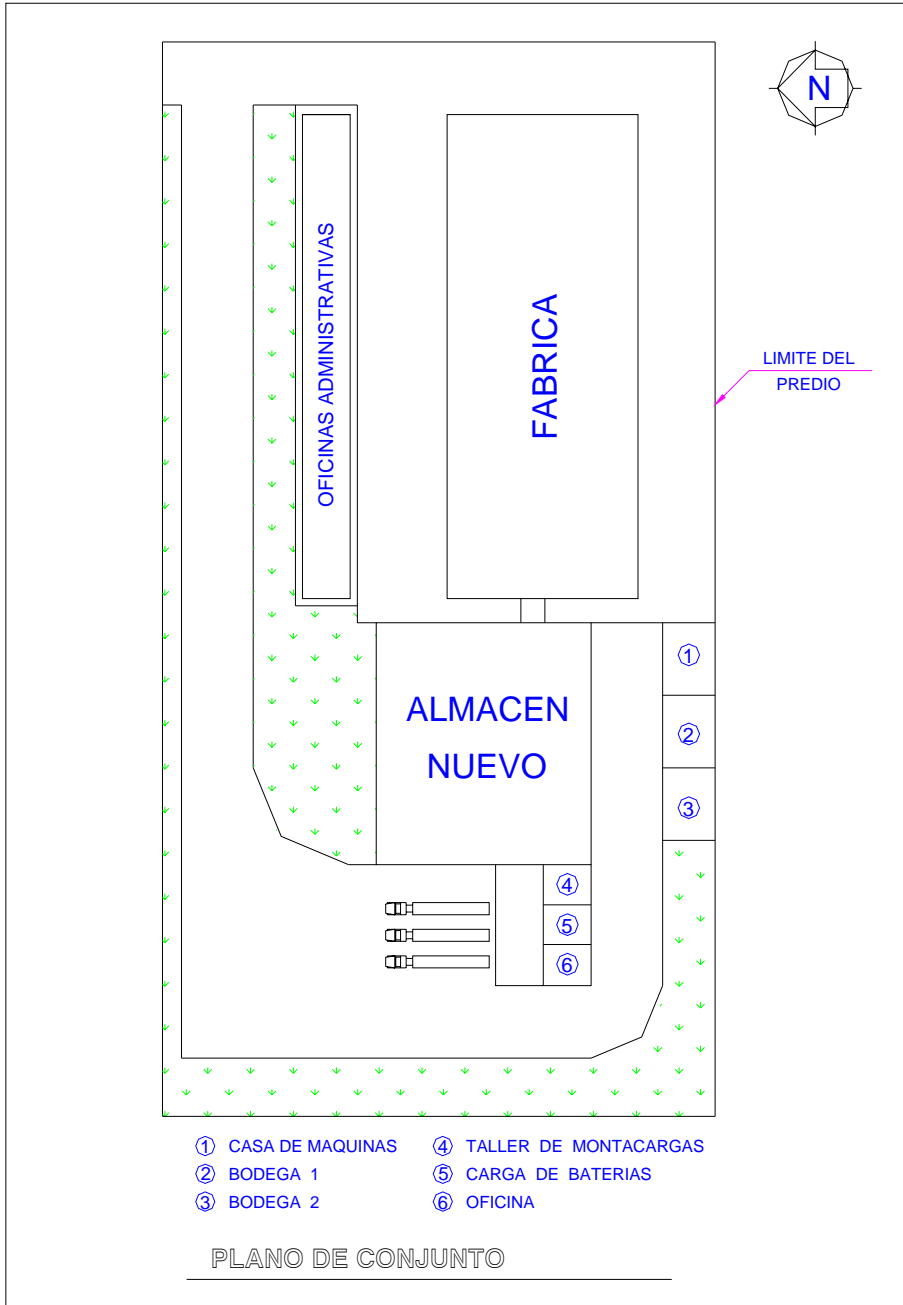 N
OFICINAS ADMINISTRATIVAS
FABRICA
LIMITE DEL
PREDIO
ALMACEN
NUEVO
1
2
3
4
5
6
1 CASA DE MAQUINAS
2 BODEGA 1
3 BODEGA 2
4 TALLER DE MONTACARGAS
5 CARGA DE BATERIAS
6 OFICINA
PLANO DE CONJUNTO